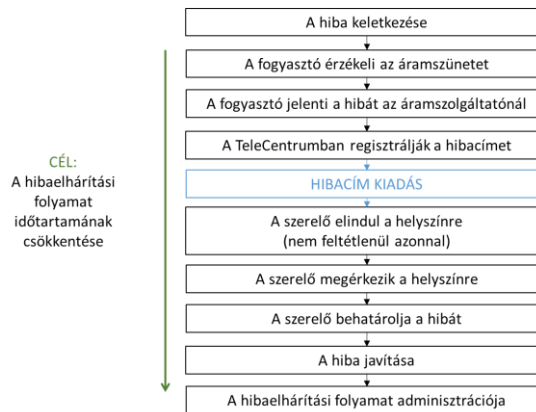 A hiba keletkezése
A fogyasztó érzékeli az áramszünetet
A fogyasztó jelenti a hibát az áramszolgáltatónál
A TeleCentrumban regisztrálják a hibacímet
HIBACÍM KIADÁS
A szerelő elindul a helyszínre
(nem feltétlenül azonnal)
A szerelő megérkezik a helyszínre
A szerelő behatárolja a hibát
A hiba javítása
A hibaelhárítási folyamat adminisztrációja
CÉL:
A hibaelhárítási
folyamat
időtartamának
csökkentése